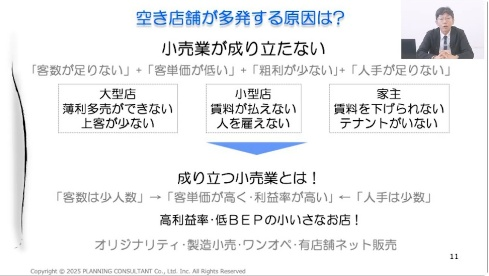 空き店舗が多発する原因は?
小売業が成り立たない
「客数が足りない」+「客単価が低い」+「粗利が少ない」+「人手が足りない」
大型店
薄利多売ができない
上客が少ない
小型店
賃料が払えない
人を雇えない
家主
賃料を下げられない
テナントがいない
成り立つ小売業とは!
「客数は少人数」→「客単価が高く・利益率が高い」←「人手は少数」
高利益率・低BEPの小いさなお店!
オリジナリティ・製造小売・ワンオペ・有店舗ネット販売
11
Copyright © 2025 PLANNING CONSULTANT Co., Ltd. Inc. All Rights Reserved